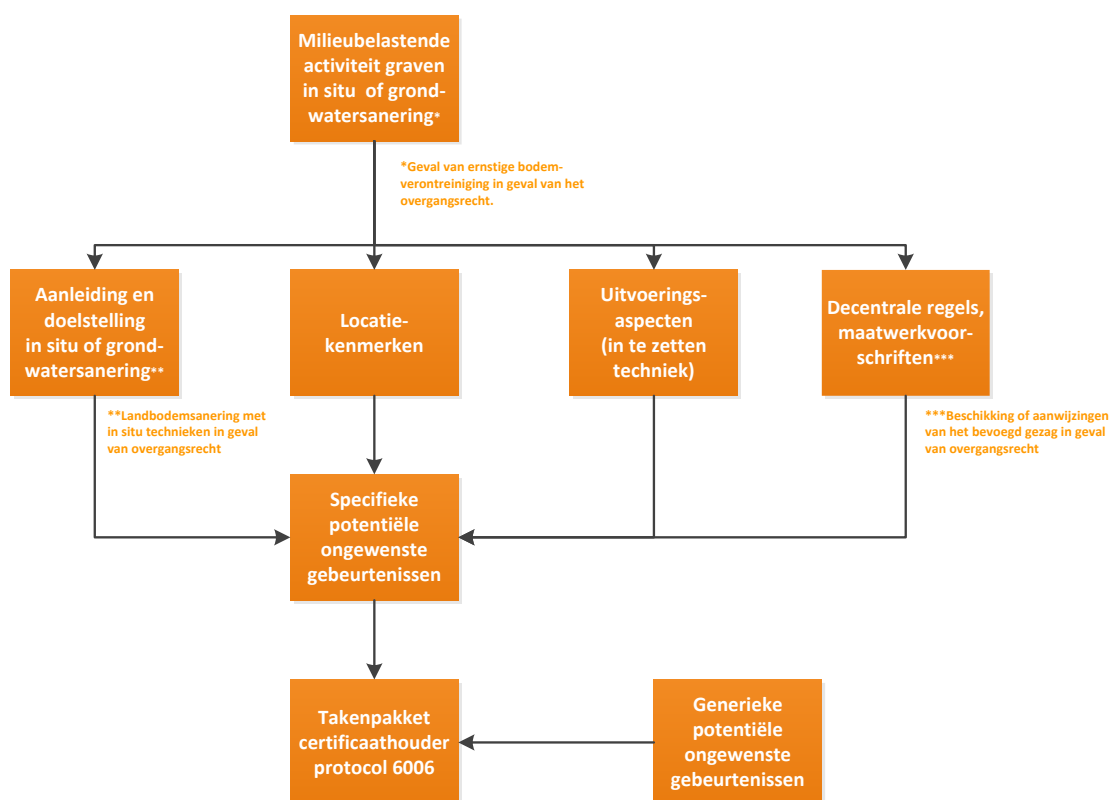 Milieubelastende
activiteit graven
in situ of grond-
watersanering*
*Geval van ernstige bodem-
verontreiniging in geval van het
overgangsrecht.
Aanleiding en
doelstelling
in situ of grond-
watersanering**
Locatie-
kenmerken
Uitvoerings-
aspecten
(in te zetten
techniek)
Decentrale regels,
maatwerkvoor-
schriften***
**Landbodemsanering met
in situ technieken in geval
van overgangsrecht
***Beschikking of aanwijzingen
van het bevoegd gezag in geval
van overgangsrecht
Specifieke
potentiële
ongewenste
gebeurtenissen
Takenpakket
certificaathouder
protocol 6006
Generieke
potentiële
ongewenste
gebeurtenissen